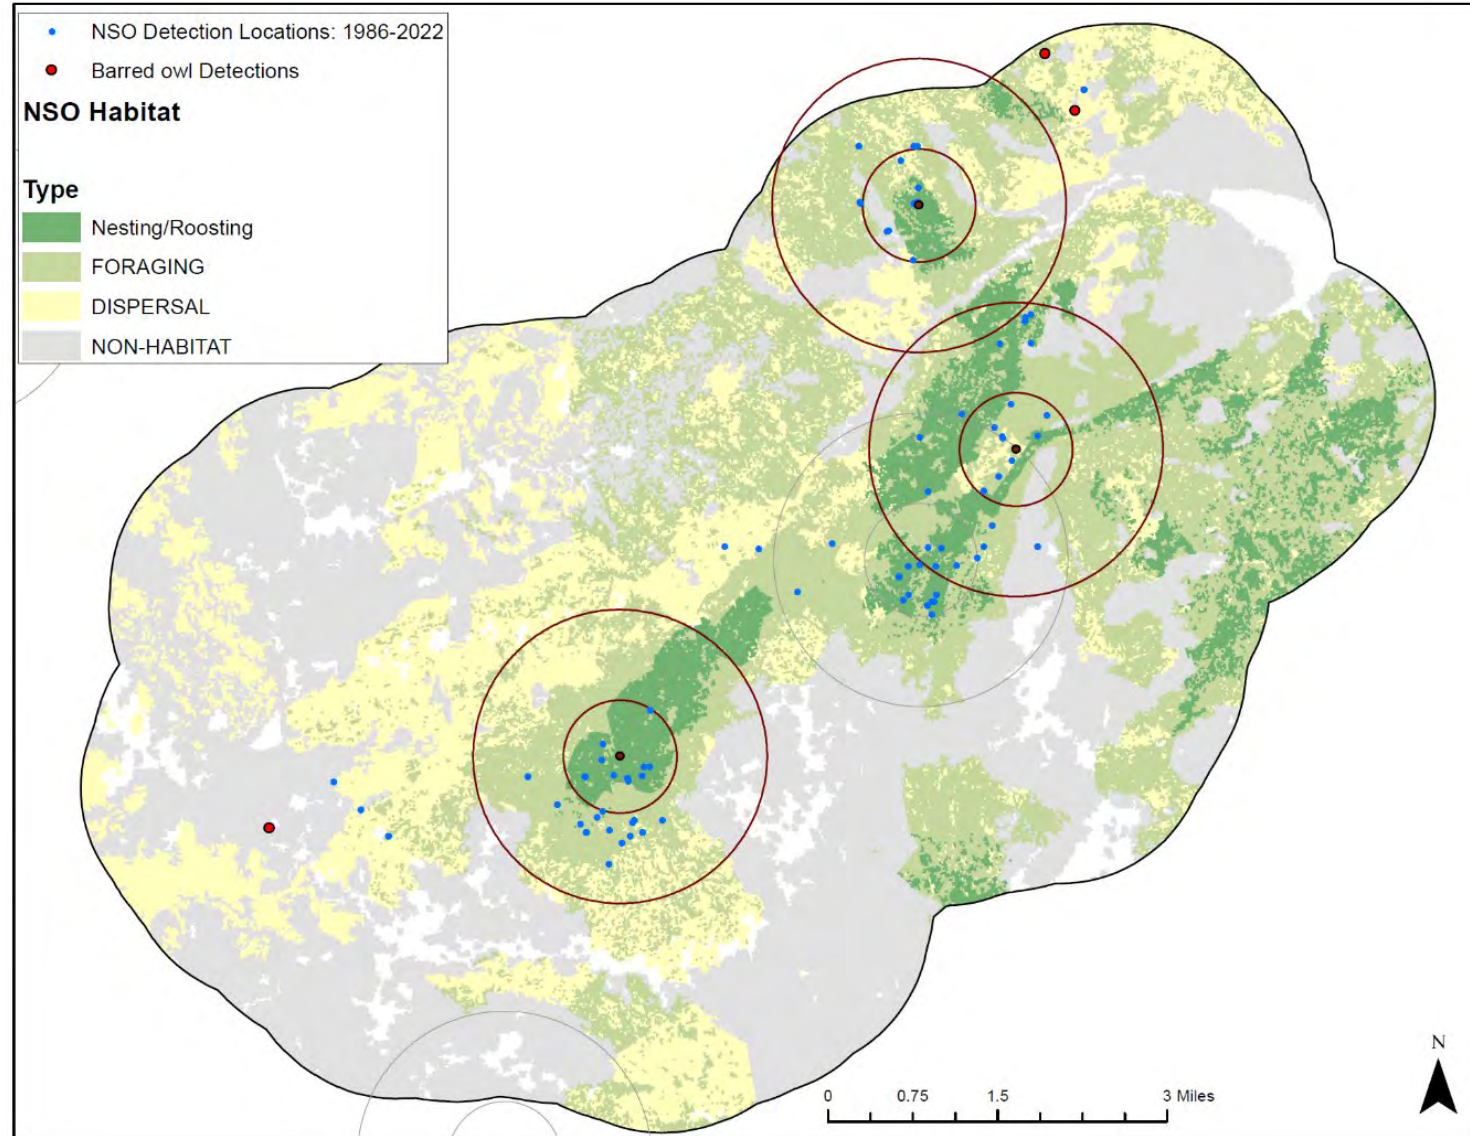 NSO Detection Locations: 1986-2022
Barred owl Detections
NSO Habitat
Type
Nesting/Roosting
FORAGING
DISPERSAL
NON-HABITAT
N
0 0.75 1.5 3 Miles